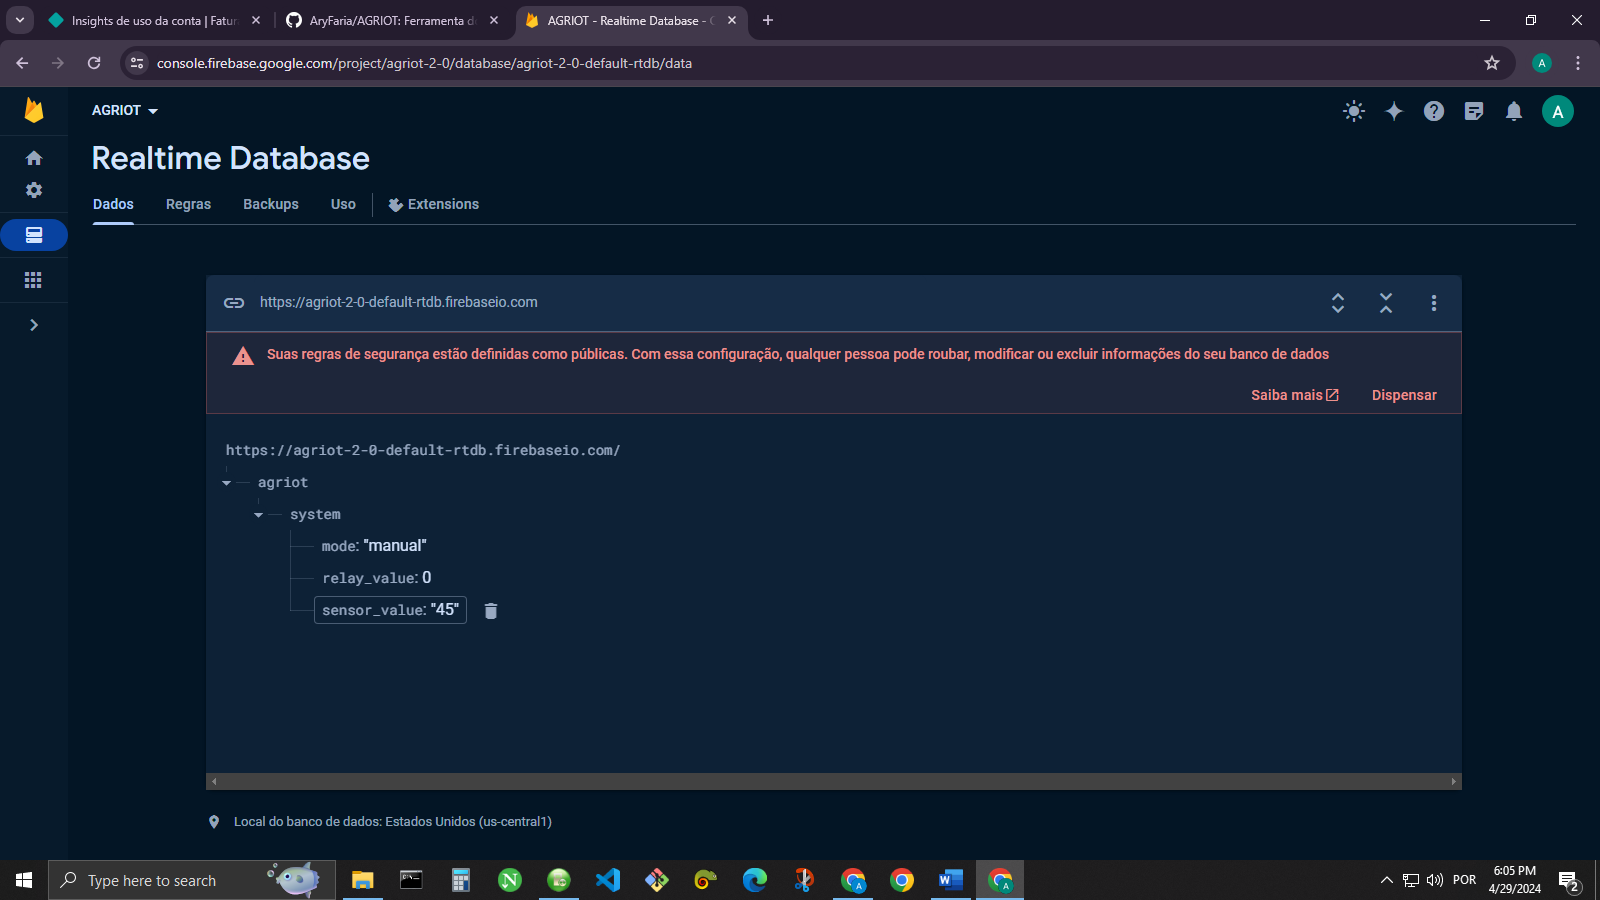 Insights de uso da conta | Fatur
AryFaria/AGRIOT: Ferramenta d
AGRIOT - Realtime Database -
console.firebase.google.com/project/agriot-2-0/database/agriot-2-0-default-rtdb/data
A
AGRIOT
A
Realtime Database
Dados
Regras
Backups
Uso
Extensions
https://agriot-2-0-default-rtdb.firebaseio.com
Suas regras de segurança estão definidas como públicas. Com essa configuração, qualquer pessoa pode roubar, modificar ou excluir informações do seu banco de dados
Saiba mais
Dispensar
https://agriot-2-0-default-rtdb.firebaseio.com/
agriot
system
mode: "manual"
relay_value: 0
sensor_value: "45"
Local do banco de dados: Estados Unidos (us-central1)
Type here to search
POR
6:05 PM
4/29/2024
2